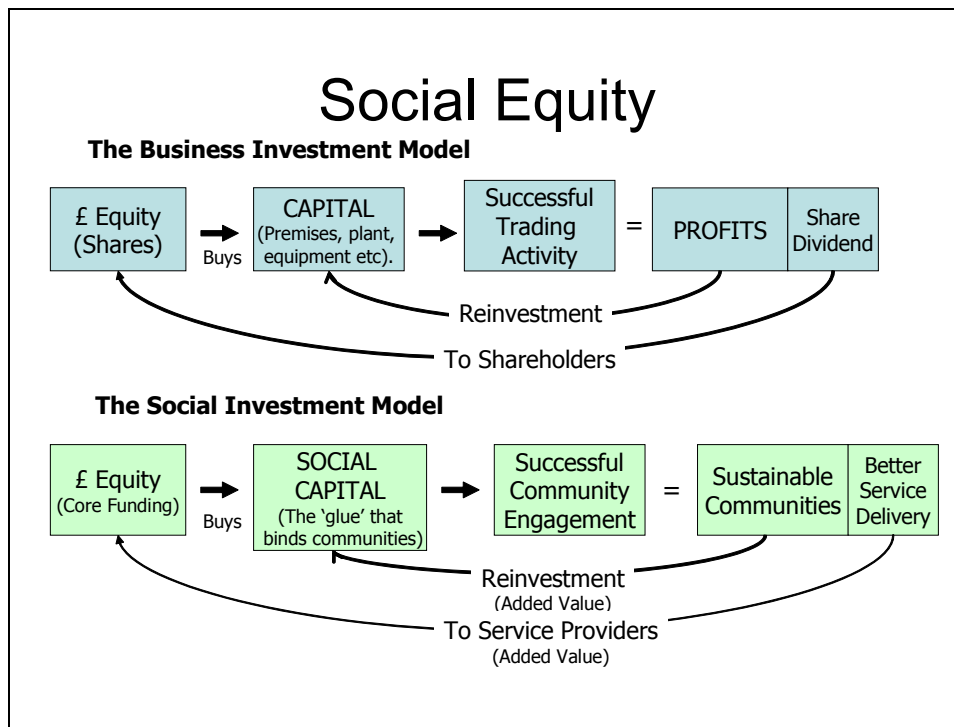 Social Equity
The Business Investment Model
£ Equity
(Shares)
Buys
CAPITAL
(Premises, plant,
equipment etc).
Successful
Trading
Activity
=
PROFITS
Share
Dividend
Reinvestment
To Shareholders
The Social Investment Model
£ Equity
(Core Funding)
Buys
SOCIAL
CAPITAL
(The ‘glue’ that
binds communities)
Successful
Community
Engagement
=
Sustainable
Communities
Better
Service
Delivery
Reinvestment
(Added Value)
To Service Providers
(Added Value)